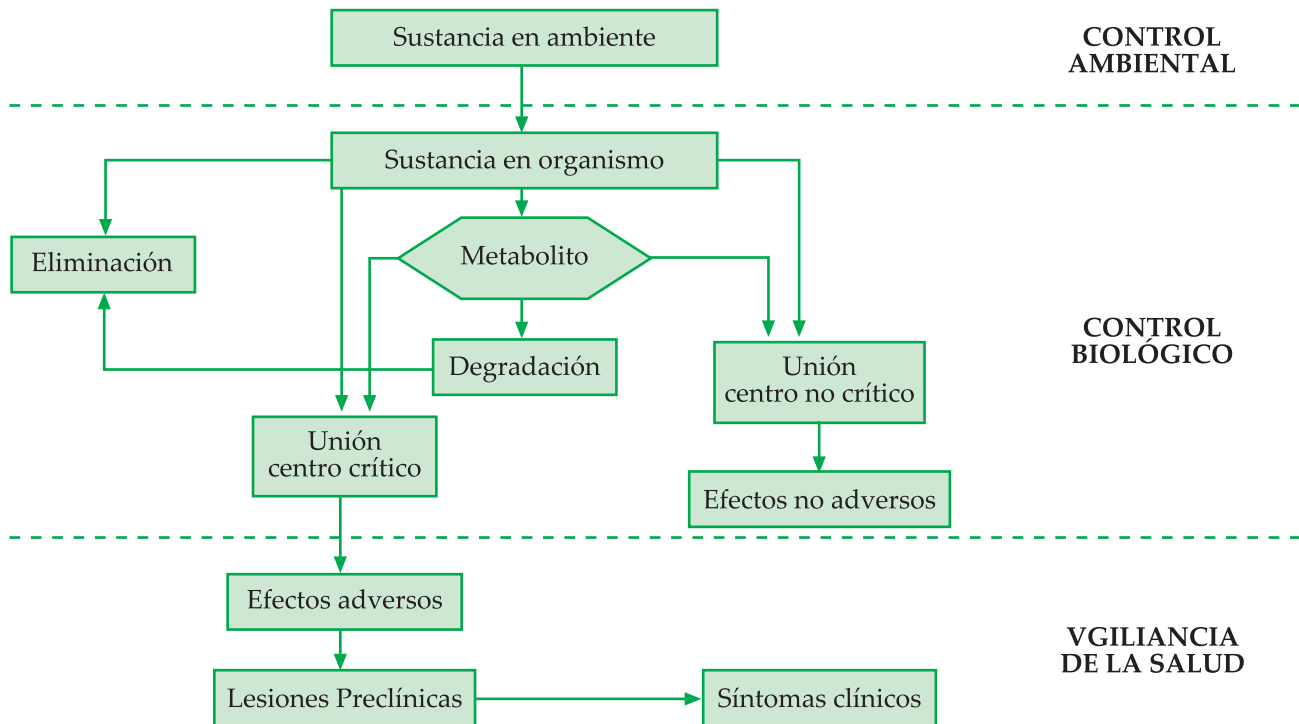 Sustancia en ambiente
CONTROL
AMBIENTAL
Sustancia en organismo
Eliminación
Metabolito
Degradación
Unión
centro no crítico
CONTROL
BIOLÓGICO
Unión
centro crítico
Efectos no adversos
Efectos adversos
VGILIANCIA
DE LA SALUD
Lesiones Preclínicas
Síntomas clínicos